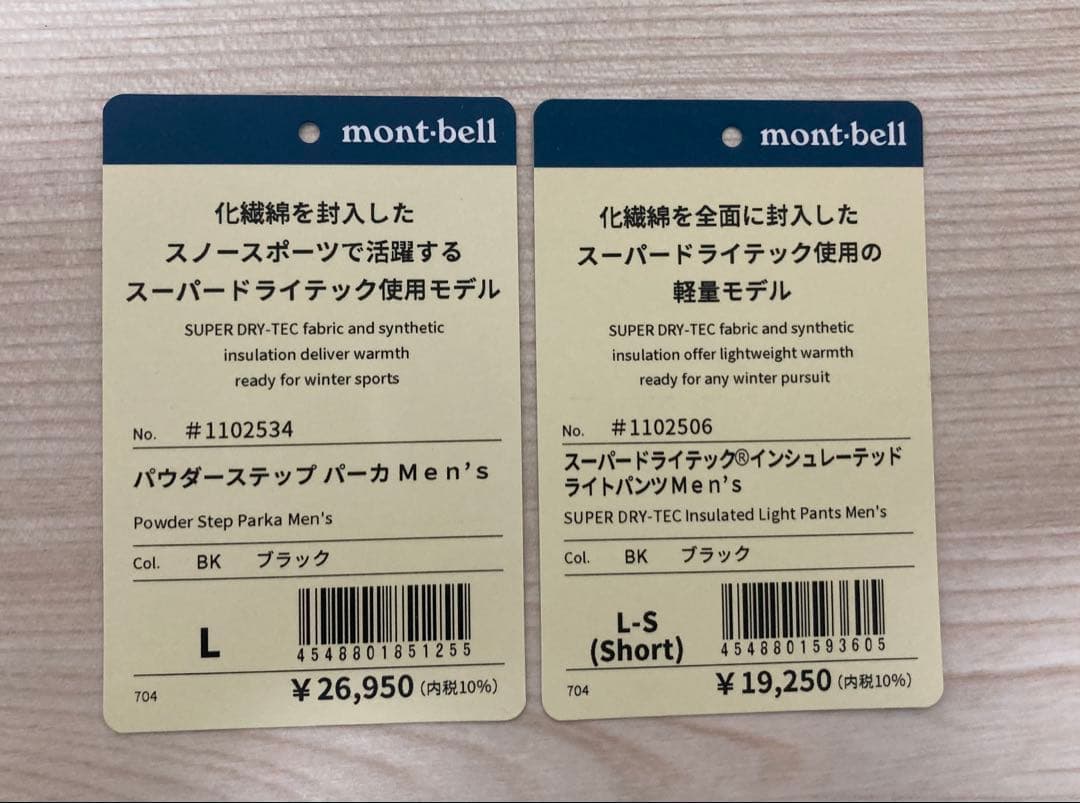 mont·bell
化繊綿を封入した
スノースポーツで活躍する
スーパードライテック使用モデル
SUPER DRY-TEC fabric and synthetic
insulation deliver warmth
ready for winter sports
No. #1102534
パウダーステップ パーカ Men's
Powder Step Parka Men's
Col. BK ブラック
L
4548801851255
704 ¥26,950(内税10%)
mont·bell
化繊綿を全面に封入した
スーパードライテック使用の
軽量モデル
SUPER DRY-TEC fabric and synthetic
insulation offer lightweight warmth
ready for any winter pursuit
No. #1102506
スーパードライテック®インシュレーテッド
ライトパンツMen's
SUPER DRY-TEC Insulated Light Pants Men's
Col. BK ブラック
L-S
(Short)
4548801593605
704 ¥19,250(内税10%)